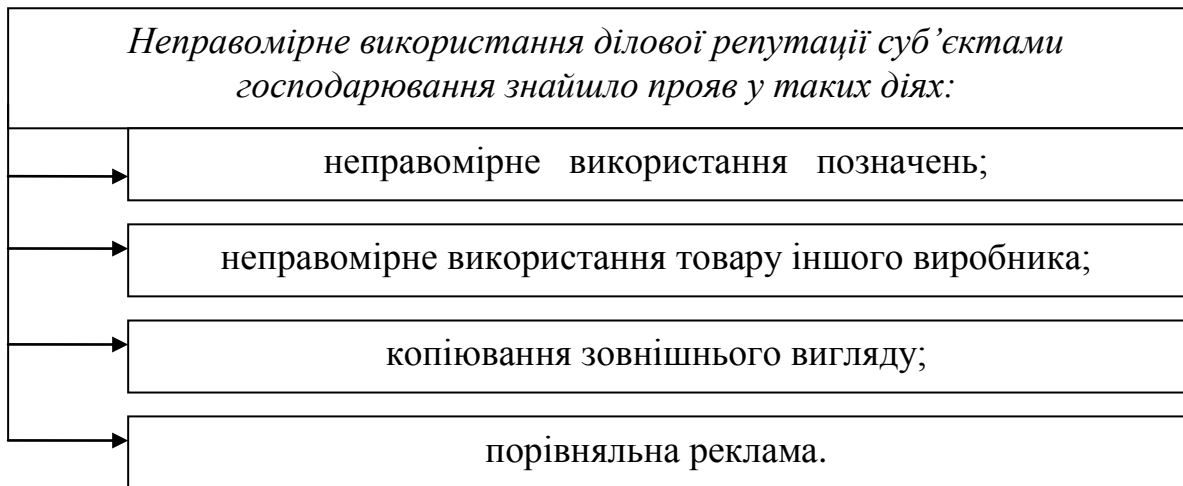 Неправомірне використання ділової репутації суб’єктами
господарювання знайшло прояв у таких діях:
неправомірне використання позначень;
неправомірне використання товару іншого виробника;
копіювання зовнішнього вигляду;
порівняльна реклама.